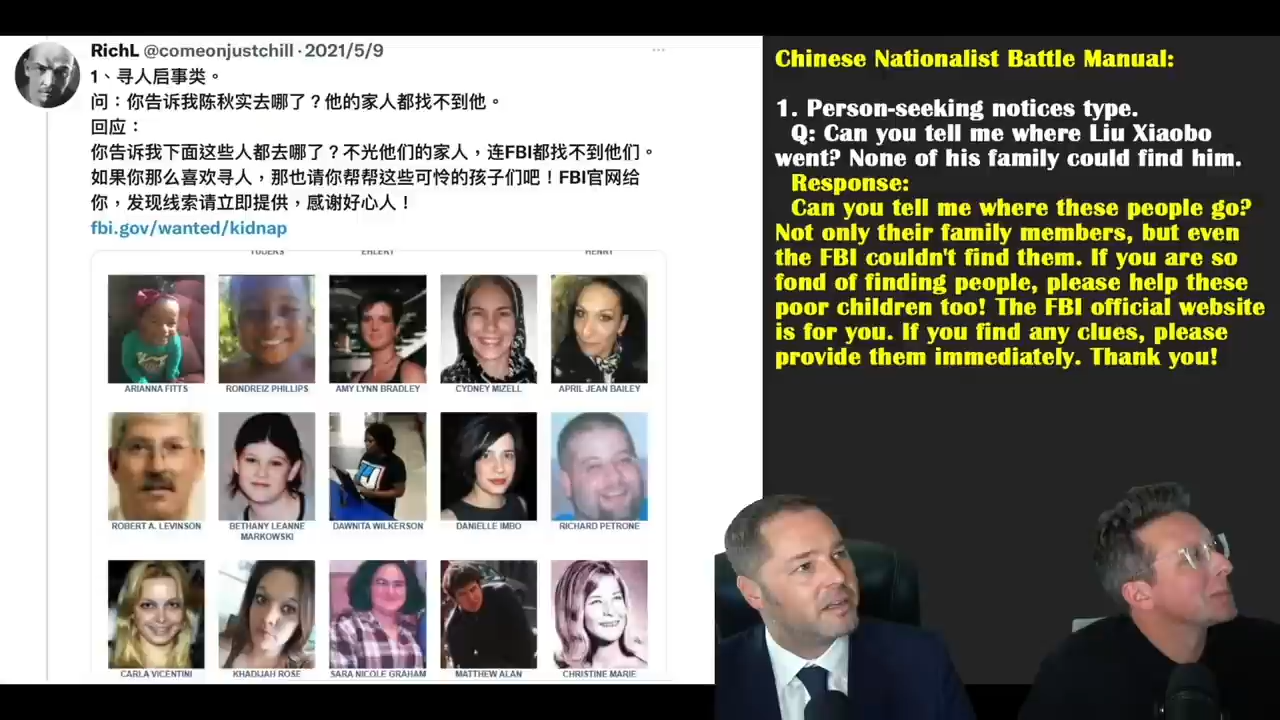 RichL @comeonjustchill · 2021/5/9
1、寻人启事类。
问：你告诉我陈秋实去哪了？他的家人都找不到他。
回应：
你告诉我下面这些人都去哪了？不光他们的家人，连FBI都找不到他们。
如果你那么喜欢寻人，那也请你帮帮这些可怜的孩子们吧！FBI官网给
你，发现线索请立即提供，感谢好心人！
fbi.gov/wanted/kidnap
ARIANNA FITTS
RONDREIZ PHILLIPS
AMY LYNN BRADLEY
CYDNEY MIZELL
APRIL JEAN BAILEY
ROBERT A. LEVINSON
BETHANY LEANNE
MARKOWSKI
DAWNITA WILKERSON
DANIELLE IMBO
RICHARD PETRONE
CARLA VICENTINI
KHADIJAH ROSE
SARA NICOLE GRAHAM
MATTHEW ALAN
CHRISTINE MARIE
Chinese Nationalist Battle Manual:
1. Person-seeking notices type.
Q: Can you tell me where Liu Xiaobo
went? None of his family could find him.
Response:
Can you tell me where these people go?
Not only their family members, but even
the FBI couldn't find them. If you are so
fond of finding people, please help these
poor children too! The FBI official website
is for you. If you find any clues, please
provide them immediately. Thank you!